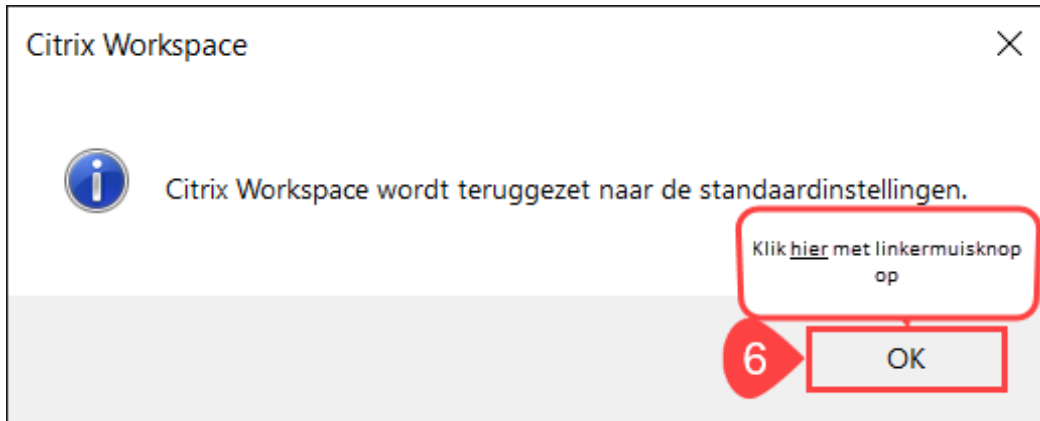 Citrix Workspace
Citrix Workspace wordt teruggezet naar de standaardinstellingen.
Klik hier met linkermuisknop
op
6
OK